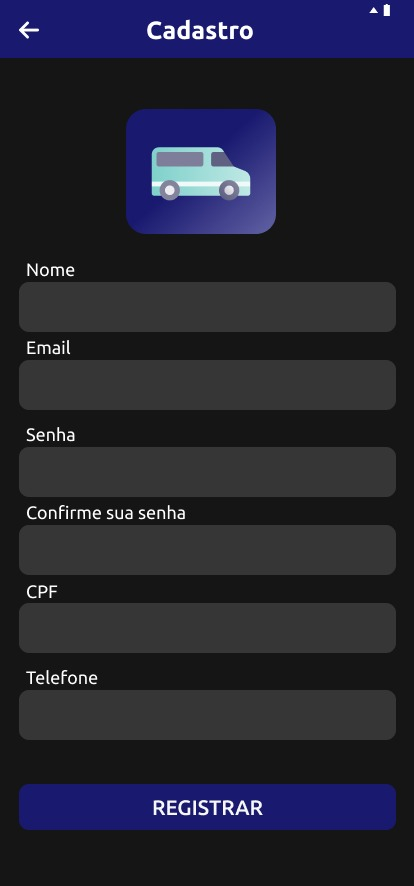 Cadastro
Nome
Email
Senha
Confirme sua senha
CPF
Telefone
REGISTRAR